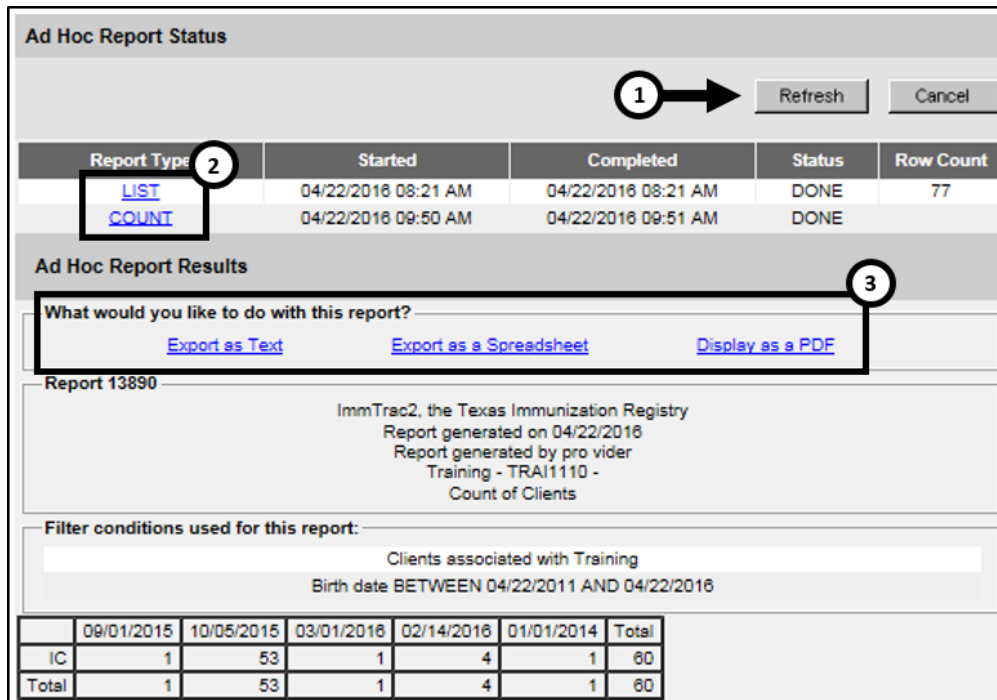 Ad Hoc Report Status
1
Refresh Cancel
Report Type 2 Started Completed Status Row Count
LIST 04/22/2016 08:21 AM 04/22/2016 08:21 AM DONE 77
COUNT 04/22/2016 09:50 AM 04/22/2016 09:51 AM DONE
Ad Hoc Report Results
3
What would you like to do with this report?
Export as Text Export as a Spreadsheet Display as a PDF
Report 13890
ImmTrac2, the Texas Immunization Registry
Report generated on 04/22/2016
Report generated by pro vider
Training - TRAI1110 -
Count of Clients
Filter conditions used for this report:
Clients associated with Training
Birth date BETWEEN 04/22/2011 AND 04/22/2016
09/01/2015 10/05/2015 03/01/2016 02/14/2016 01/01/2014 Total
IC 1 53 1 4 1 60
Total 1 53 1 4 1 60